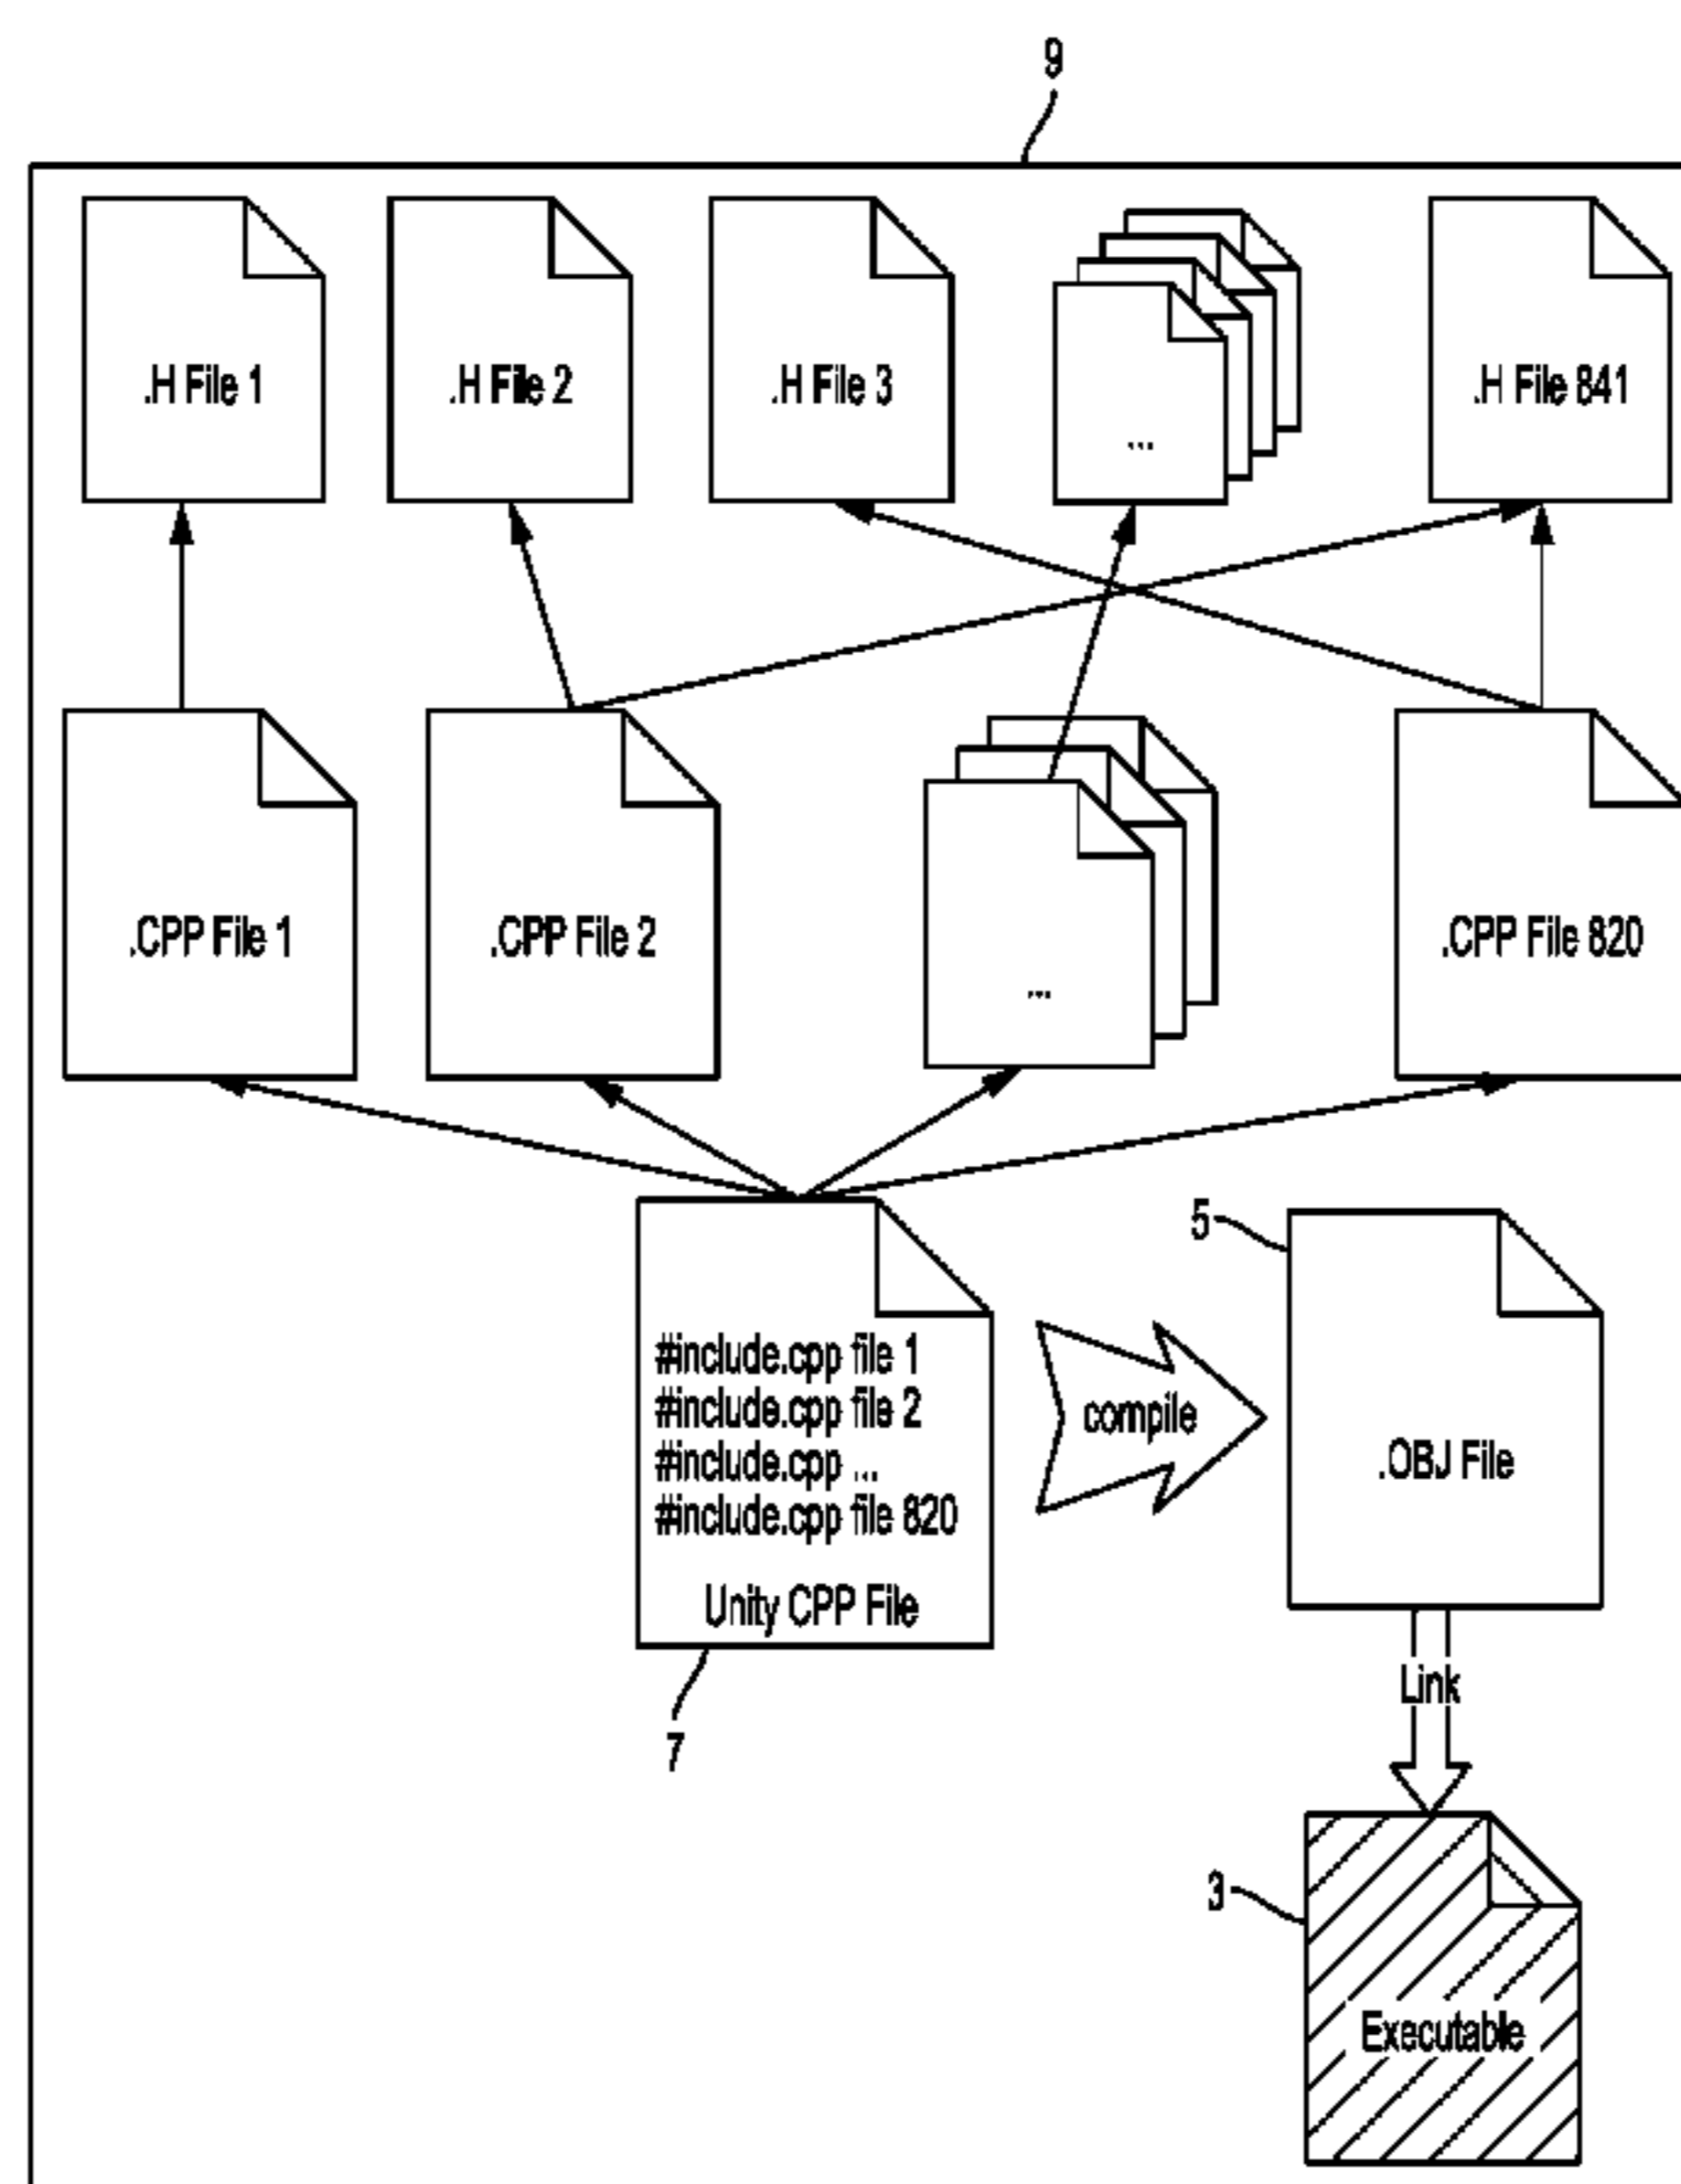 9
.H File 1
.H File 2
.H File 3
...
.H File 841
.CPP File 1
.CPP File 2
...
.CPP File 820
#include.cpp file 1
#include.cpp file 2
#include.cpp ...
#include.cpp file 820
Unity CPP File
7
compile
5
.OBJ File
Link
3
Executable